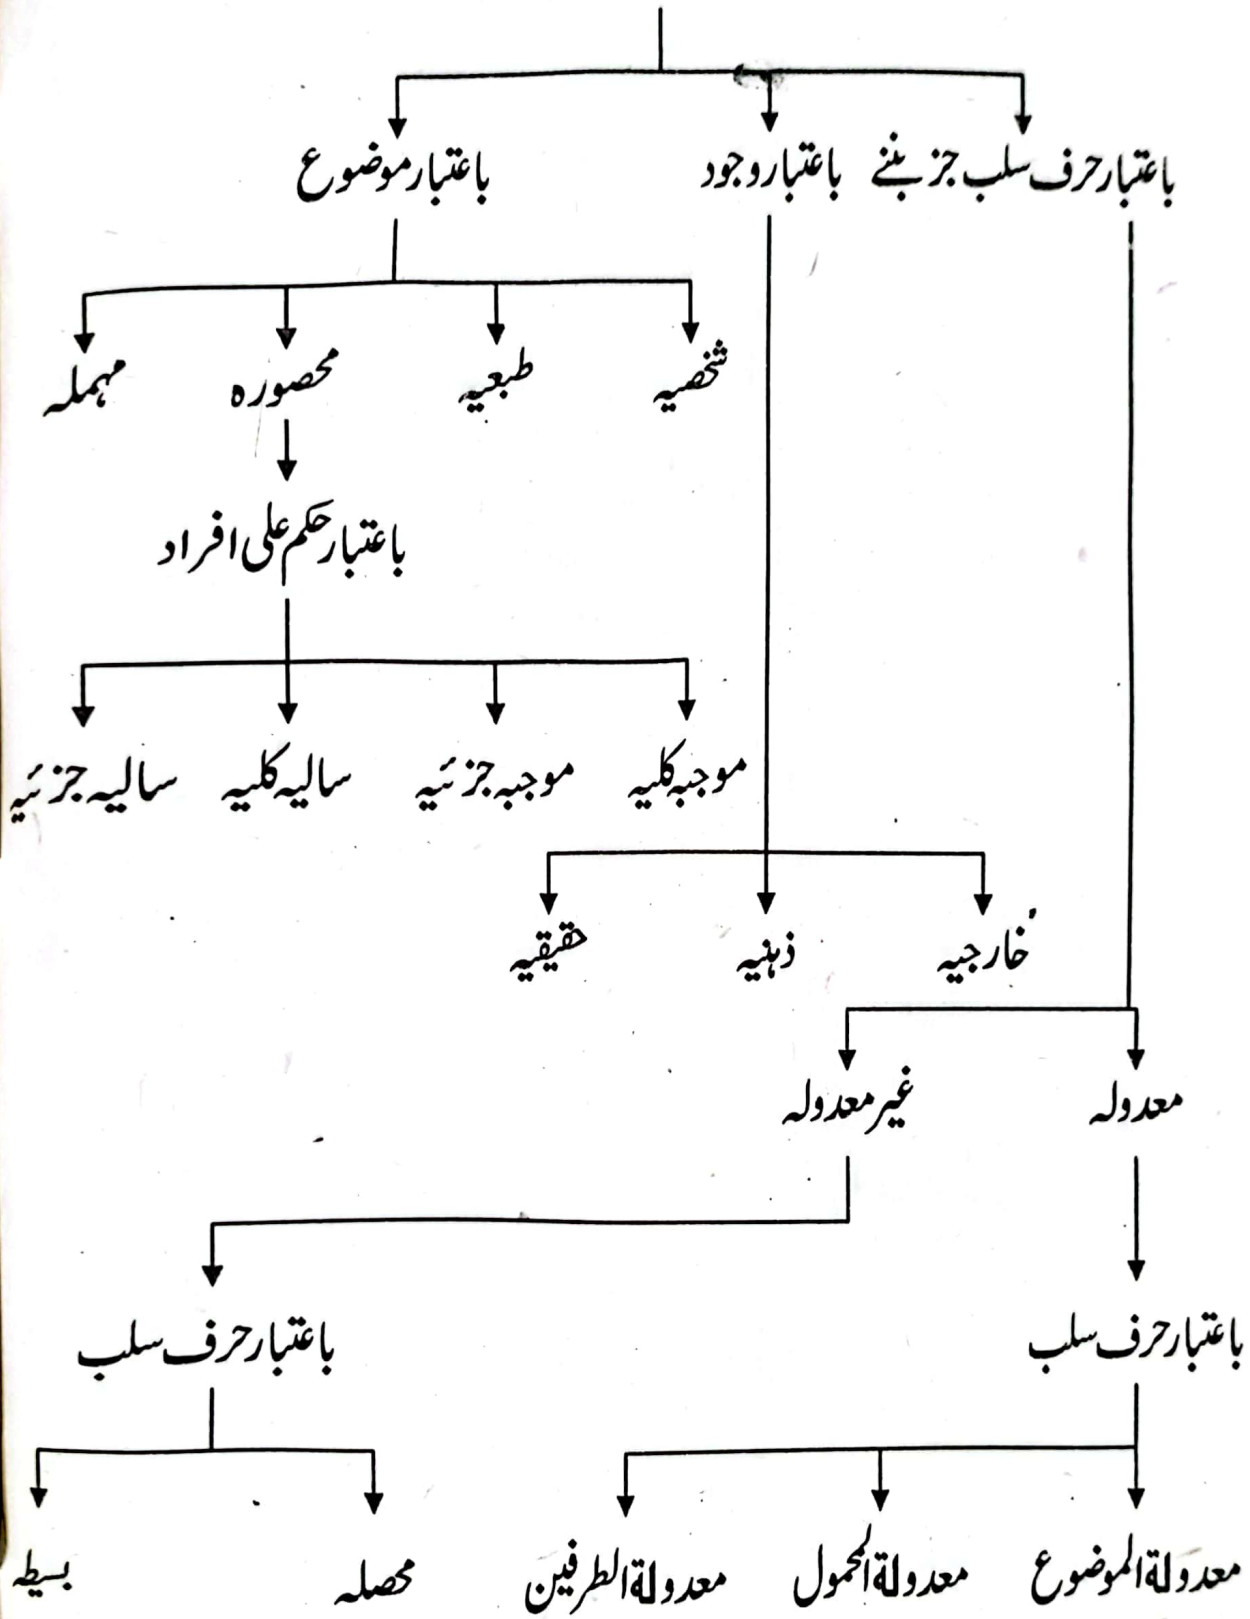 باعتبار حرف سلب جز بننے باعتبار وجود باعتبار موضوع
شخصیہ طبعیہ محصورہ مہملہ
باعتبار حکم علی افراد
موجبہ کلیہ موجبہ جزئیہ سالیہ کلیہ سالیہ جزئیہ
خارجیہ ذہنیہ حقیقیہ
معدولہ غیر معدولہ
باعتبار حرف سلب باعتبار حرف سلب
معدولۃ الموضوع معدولۃ المحمول معدولۃ الطرفین محصلہ بسیطہ